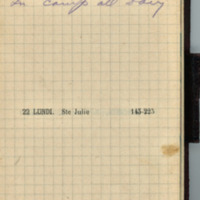 In camp all day
22 LUNDI. Ste Julie 143-223